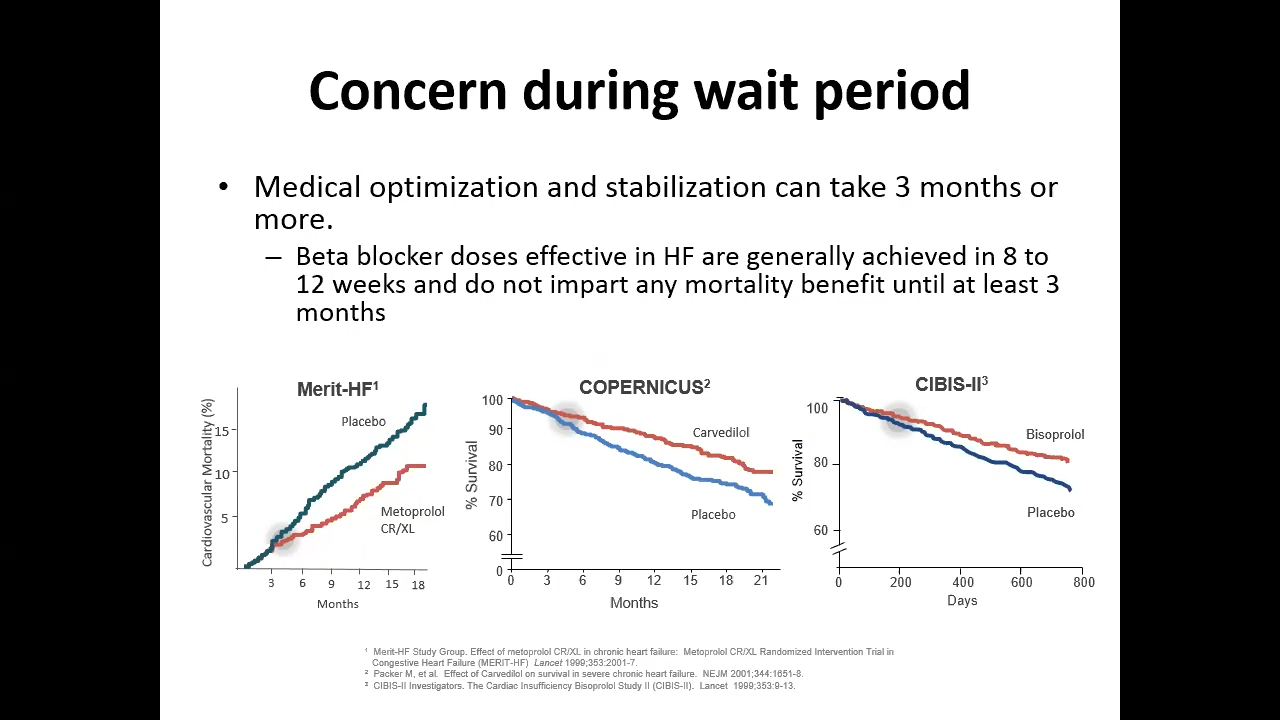 Concern during wait period
• Medical optimization and stabilization can take 3 months or
more.
– Beta blocker doses effective in HF are generally achieved in 8 to
12 weeks and do not impart any mortality benefit until at least 3
months
Merit-HF¹
Cardiovascular Mortality (%)
15
10
5
Placebo
Metoprolol
CR/XL
3 6 9 12 15 18
Months
COPERNICUS²
% Survival
100
90
80
70
60
0
Carvedilol
Placebo
0 3 6 9 12 15 18 21
Months
CIBIS-II³
% Survival
100
80
60
Bisoprolol
Placebo
0 200 400 600 800
Days
¹ Merit-HF Study Group. Effect of metoprolol CR/XL in chronic heart failure: Metoprolol CR/XL Randomized Intervention Trial in
Congestive Heart Failure (MERIT-HF) Lancet 1999;353:2001-7.
² Packer M, et al. Effect of Carvedilol on survival in severe chronic heart failure. NEJM 2001;344:1651-8.
³ CIBIS-II Investigators. The Cardiac Insufficiency Bisoprolol Study II (CIBIS-II). Lancet 1999;353:9-13.